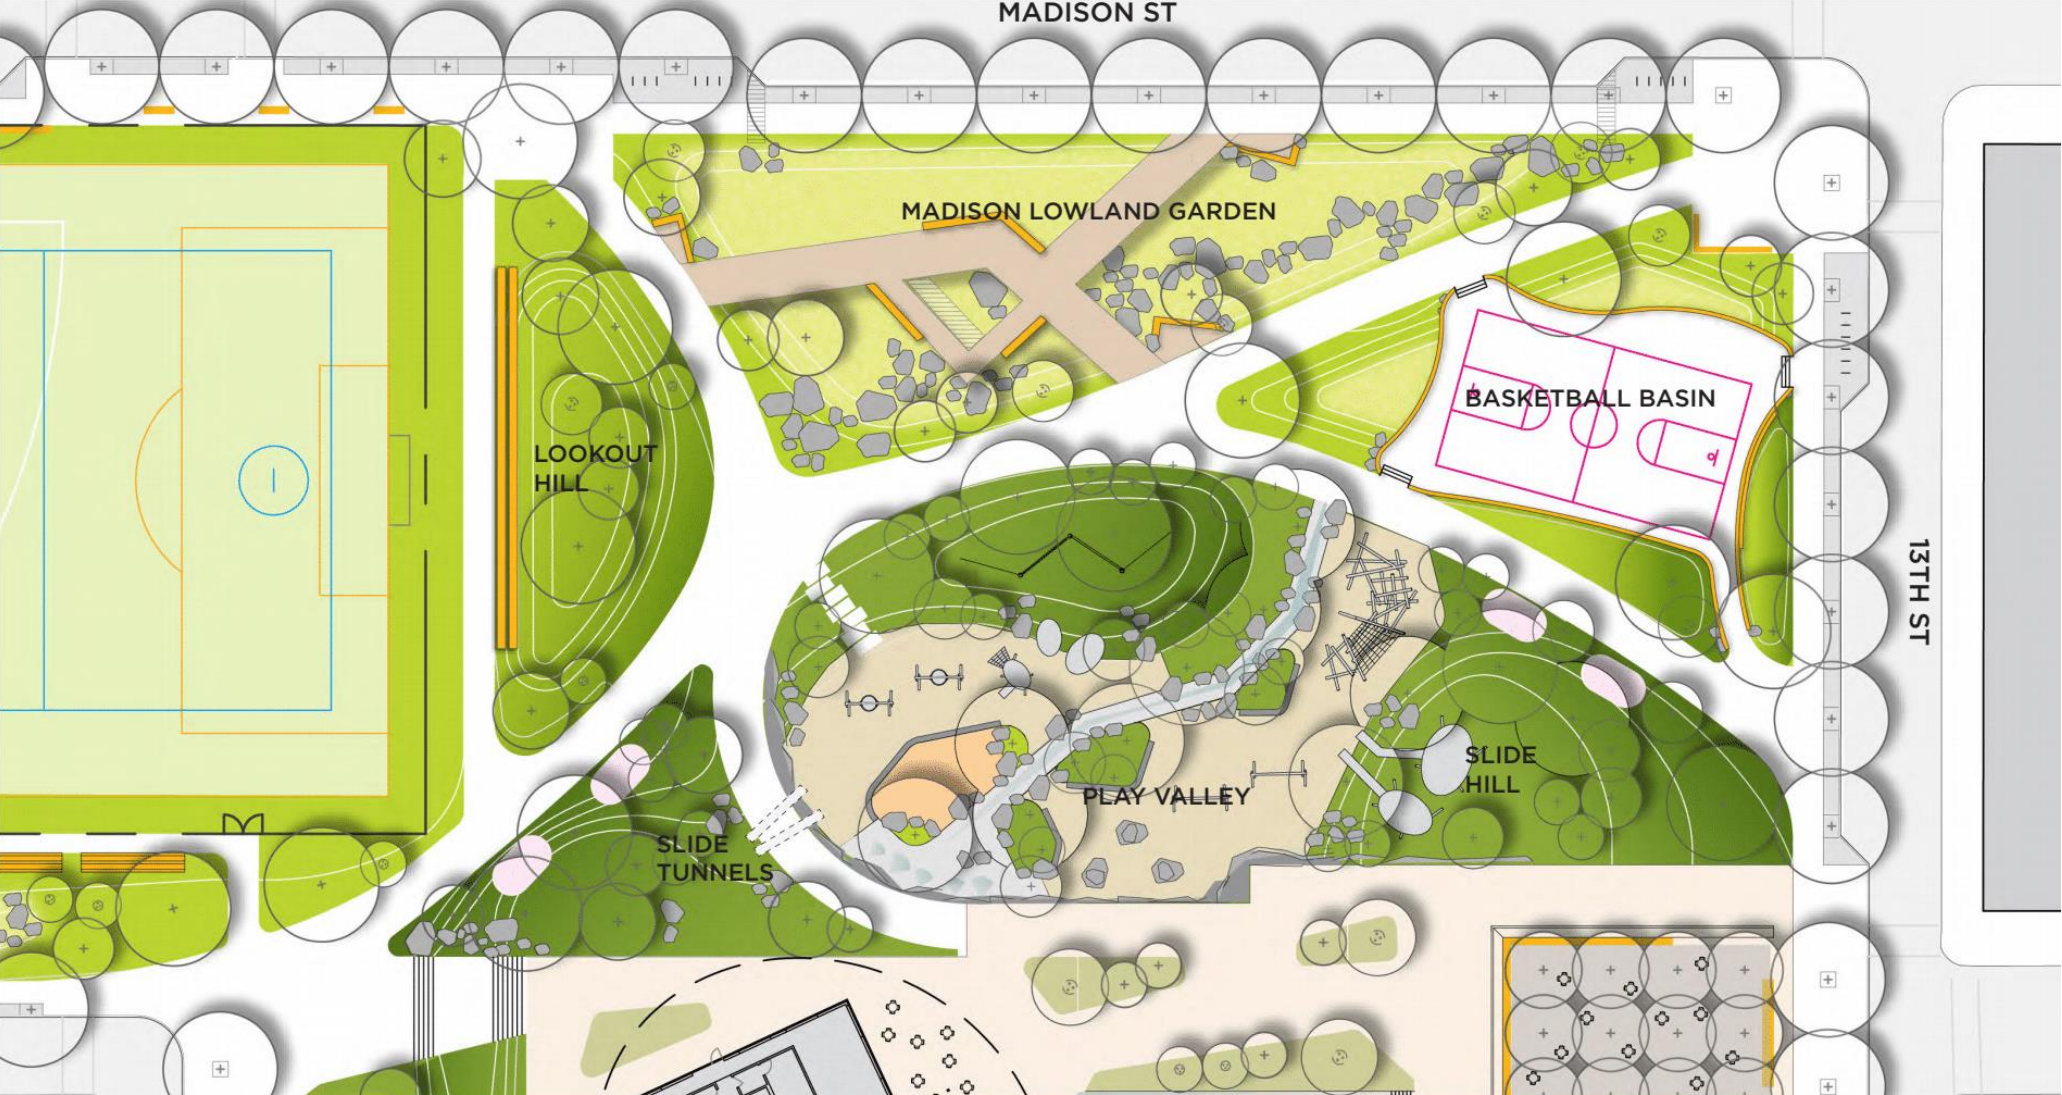 MADISON ST
MADISON LOWLAND GARDEN
BASKETBALL BASIN
LOOKOUT
HILL
13TH ST
SLIDE
HILL
PLAY VALLEY
SLIDE
TUNNELS